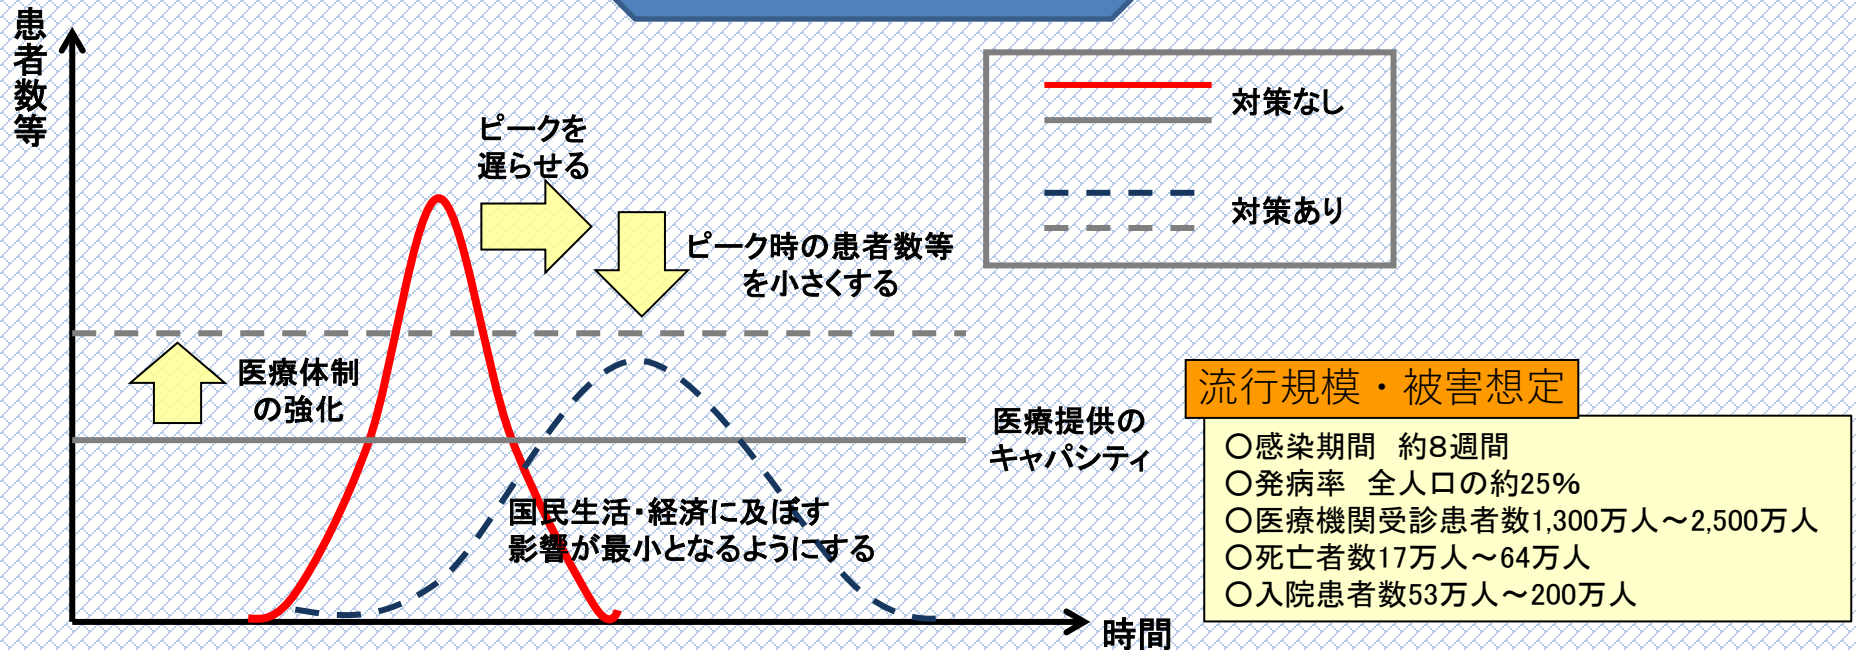 患者数等
ピークを
遅らせる
ピーク時の患者数等
を小さくする
対策なし
対策あり
医療体制
の強化
医療提供の
キャパシティ
国民生活・経済に及ぼす
影響が最小となるようにする
時間
流行規模・被害想定
○感染期間　約8週間
○発病率　全人口の約25%
○医療機関受診患者数1,300万人～2,500万人
○死亡者数17万人～64万人
○入院患者数53万人～200万人